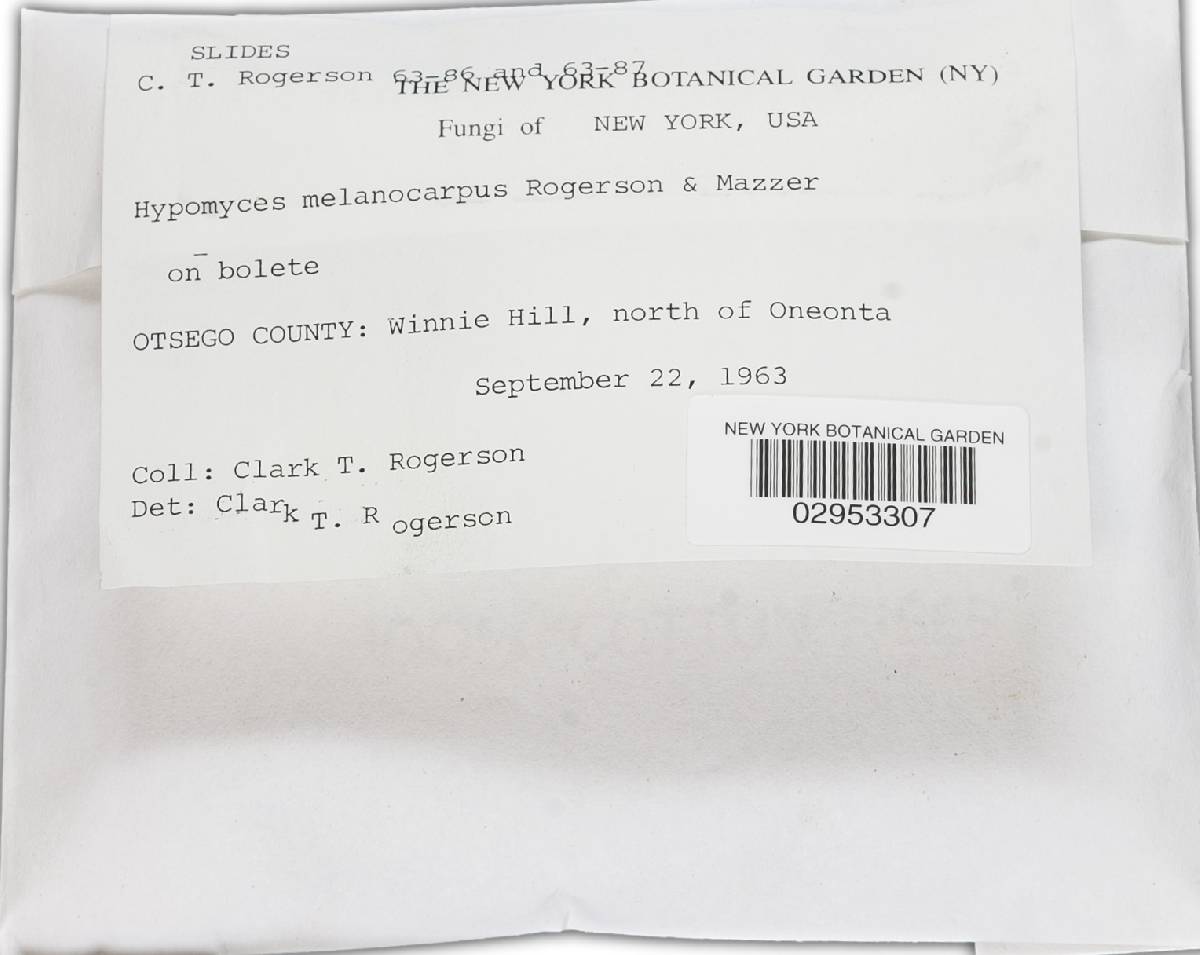 SLIDES
C. T. Rogerson 63-86 and 63-87
THE NEW YORK BOTANICAL GARDEN (NY)
Fungi of NEW YORK, USA
Hypomyces melanocarpus Rogerson & Mazzer
on bolete
OTSEGO COUNTY: Winnie Hill, north of Oneonta
September 22, 1963
Coll: Clark T. Rogerson
Det: Clark T. Rogerson
NEW YORK BOTANICAL GARDEN
02953307